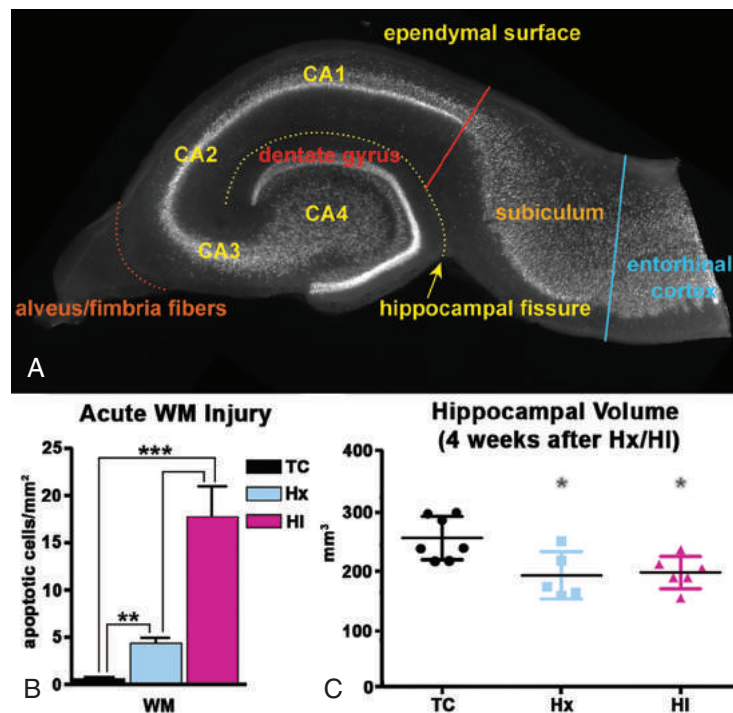 ependymal surface
CA1
CA2
dentate gyrus
CA4
subiculum
CA3
entorhinal
cortex
alveus/fimbria fibers
hippocampal fissure
A
Acute WM Injury
25
20
15
10
5
0
apoptotic cells/mm²
***
**
TC
Hx
HI
WM
B
Hippocampal Volume
(4 weeks after Hx/HI)
400
300
200
100
0
mm³
*
*
TC
Hx
HI
C